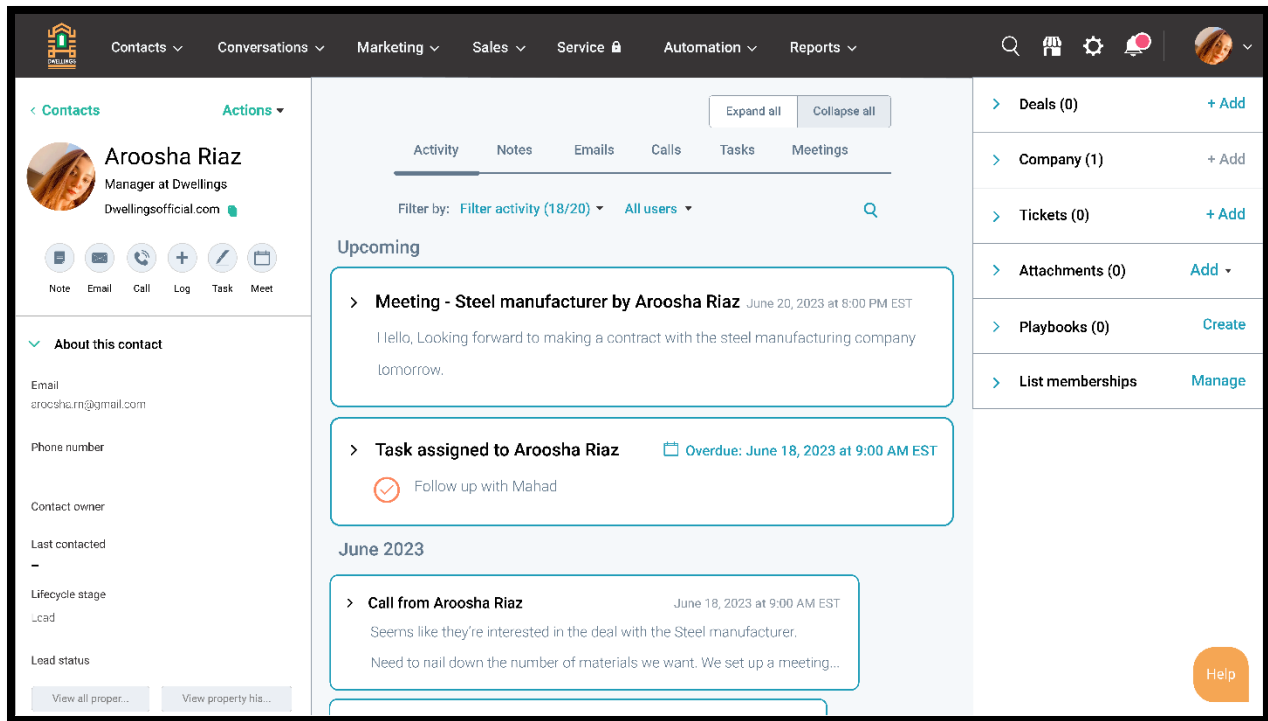 DWELLINGS
Contacts
Conversations
Marketing
Sales
Service
Automation
Reports
Contacts
Actions
Aroosha Riaz
Manager at Dwellings
Dwellingsofficial.com
Note
Email
Call
Log
Task
Meet
About this contact
Email
aroosha.rn@gmail.com
Phone number
Contact owner
Last contacted
–
Lifecycle stage
Lead
Lead status
View all proper...
View property his...
Expand all
Collapse all
Activity
Notes
Emails
Calls
Tasks
Meetings
Filter by: Filter activity (18/20)
All users
Upcoming
Meeting - Steel manufacturer by Aroosha Riaz June 20, 2023 at 8:00 PM EST
Hello, Looking forward to making a contract with the steel manufacturing company
tomorrow.
Task assigned to Aroosha Riaz
Overdue: June 18, 2023 at 9:00 AM EST
Follow up with Mahad
June 2023
Call from Aroosha Riaz
June 18, 2023 at 9:00 AM EST
Seems like they're interested in the deal with the Steel manufacturer.
Need to nail down the number of materials we want. We set up a meeting...
Deals (0)
+ Add
Company (1)
+ Add
Tickets (0)
+ Add
Attachments (0)
Add
Playbooks (0)
Create
List memberships
Manage
Help